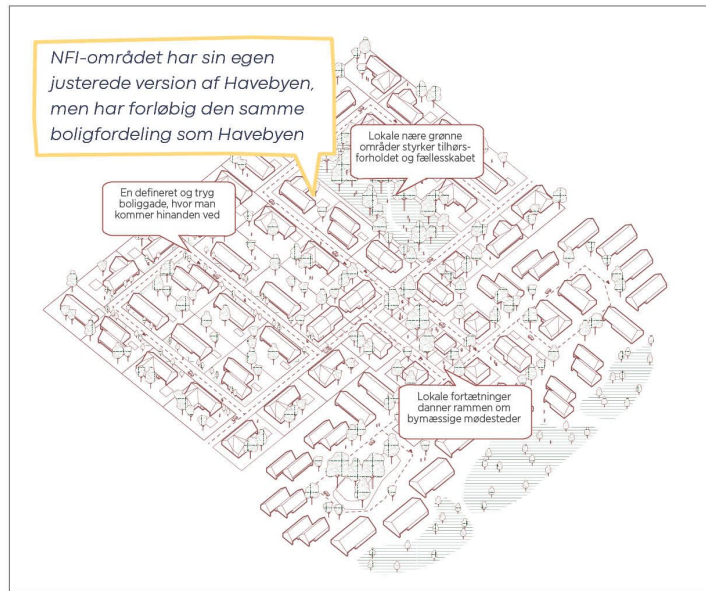 NFI-området har sin egen
justerede version af Havebyen,
men har forløbig den samme
boligfordeling som Havebyen
Lokale nære grønne
områder styrker tilhørs-
forholdet og fællesskabet
En defineret og tryg
boliggade, hvor man
kommer hinanden ved
Lokale fortætninger
danner rammen om
bymæssige mødesteder